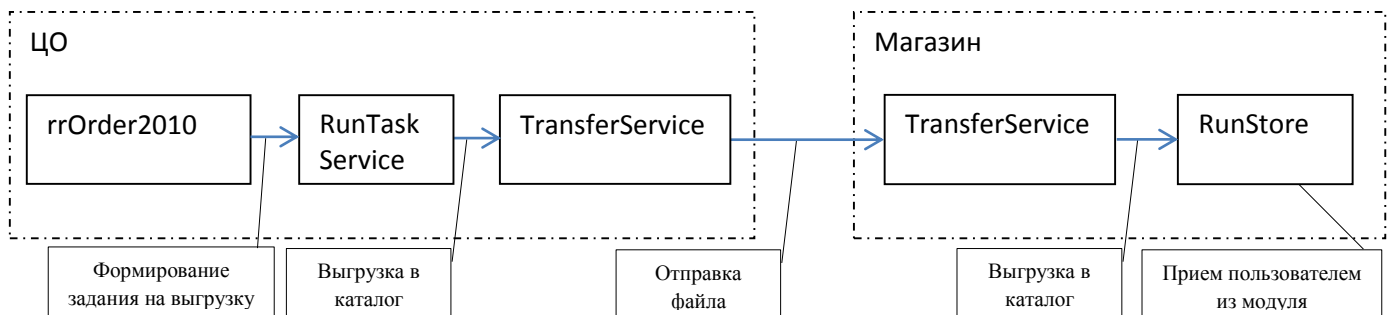 ЦО
Магазин
rrOrder2010
RunTask
Service
TransferService
TransferService
RunStore
Формирование
задания на выгрузку
Выгрузка в
каталог
Отправка
файла
Выгрузка в
каталог
Прием пользователем
из модуля